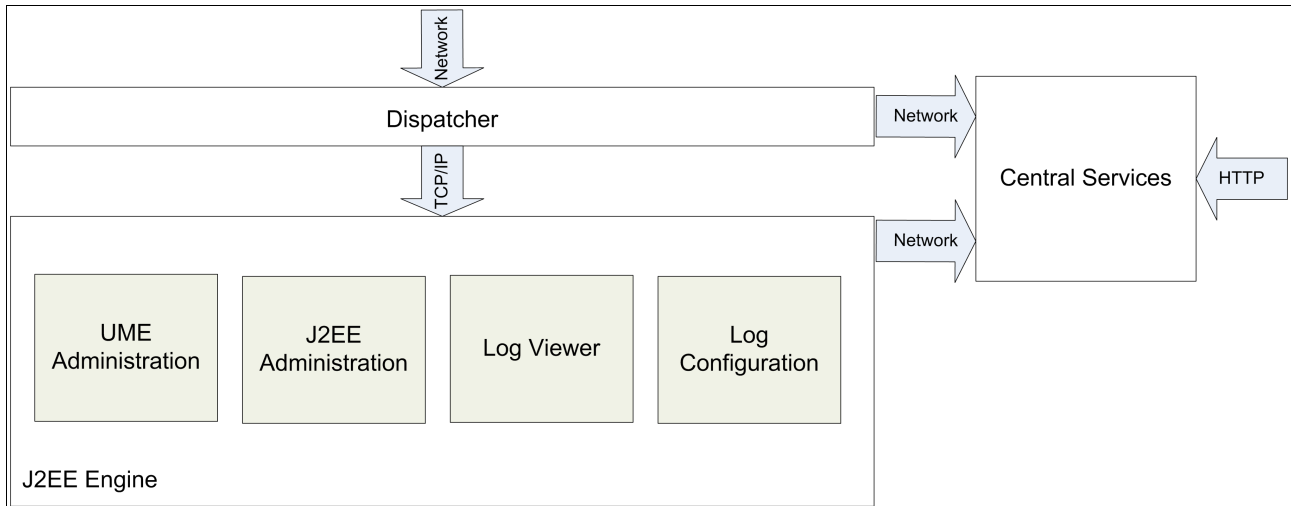 Network
Dispatcher
Network
Central Services
HTTP
TCP/IP
Network
UME
Administration
J2EE
Administration
Log Viewer
Log
Configuration
J2EE Engine